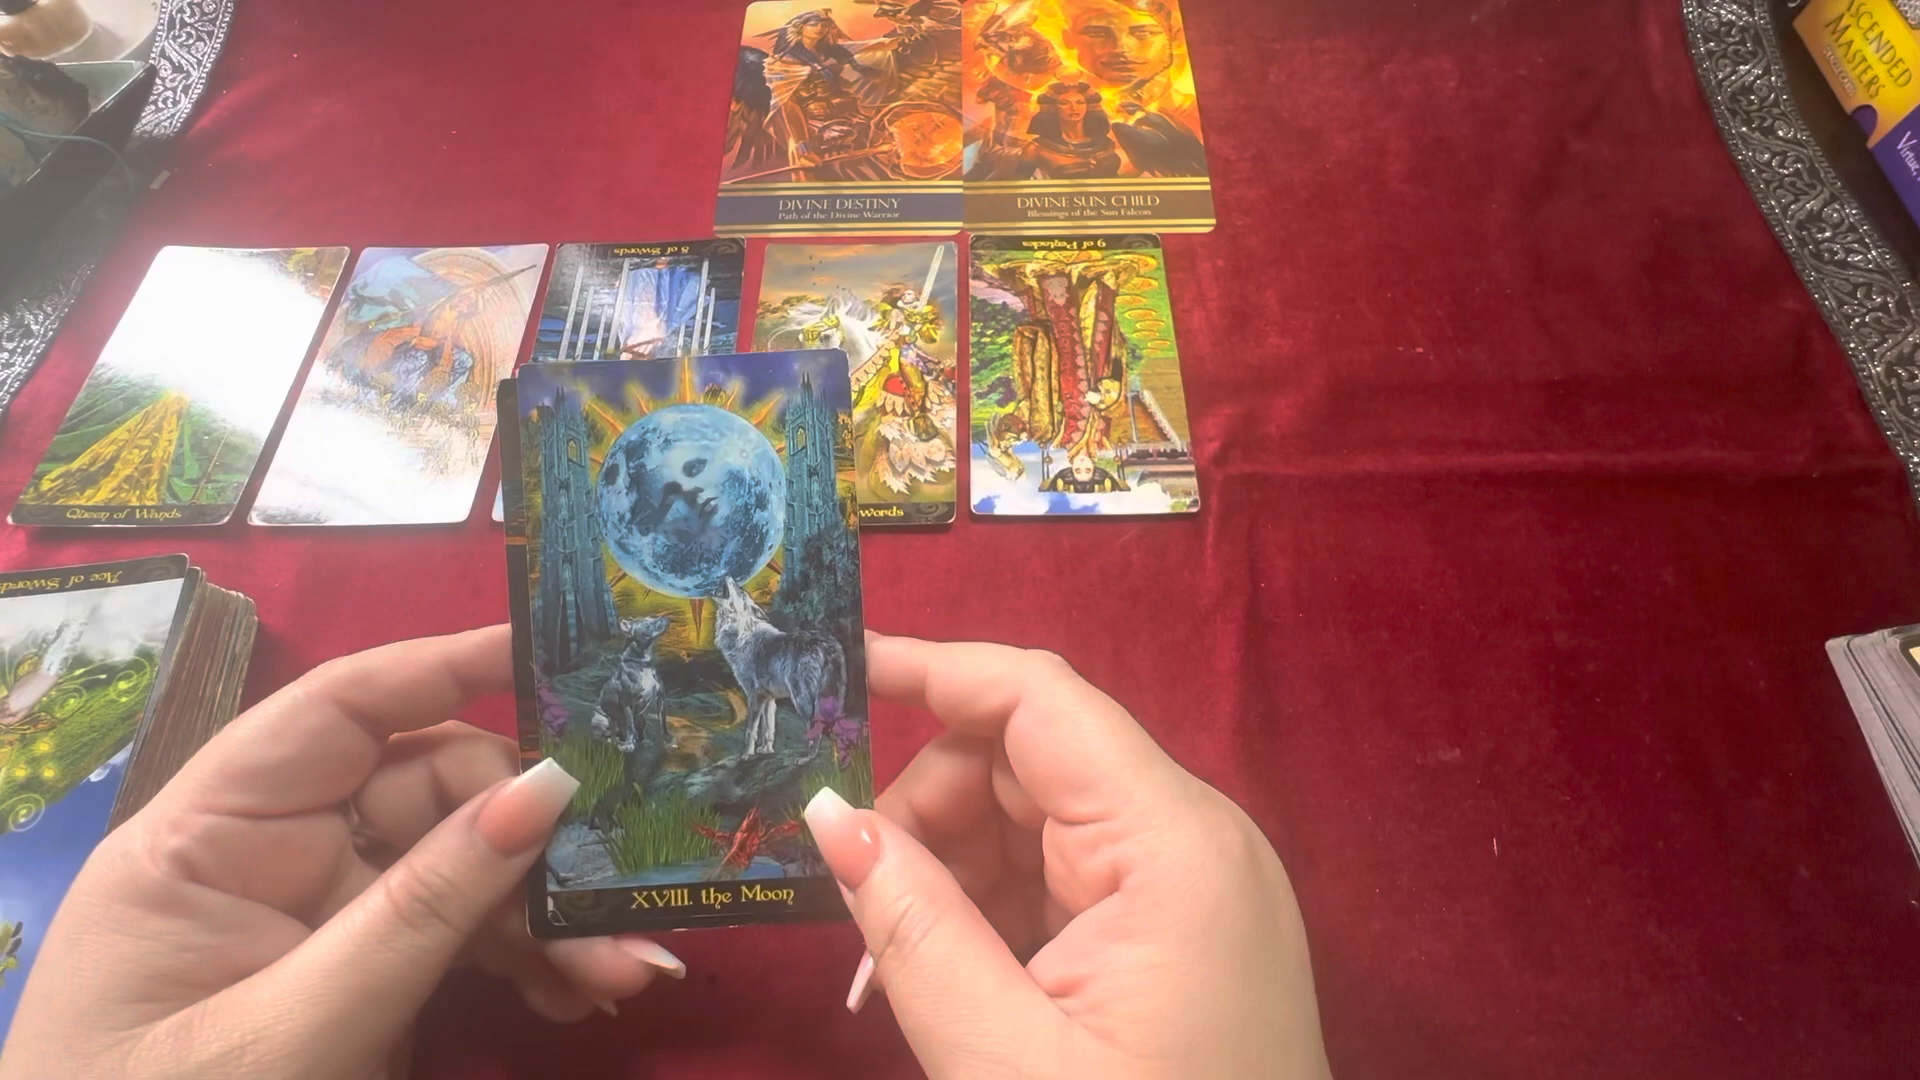 DIVINE DESTINY
Path of the Divine Warrior
DIVINE SUN CHILD
Blessings of the Sun Falcon
ASCENDED
MASTERS
8 of Swords
9 of Pentacles
Queen of Wands
words
Ace of Swords
XVIII. the Moon